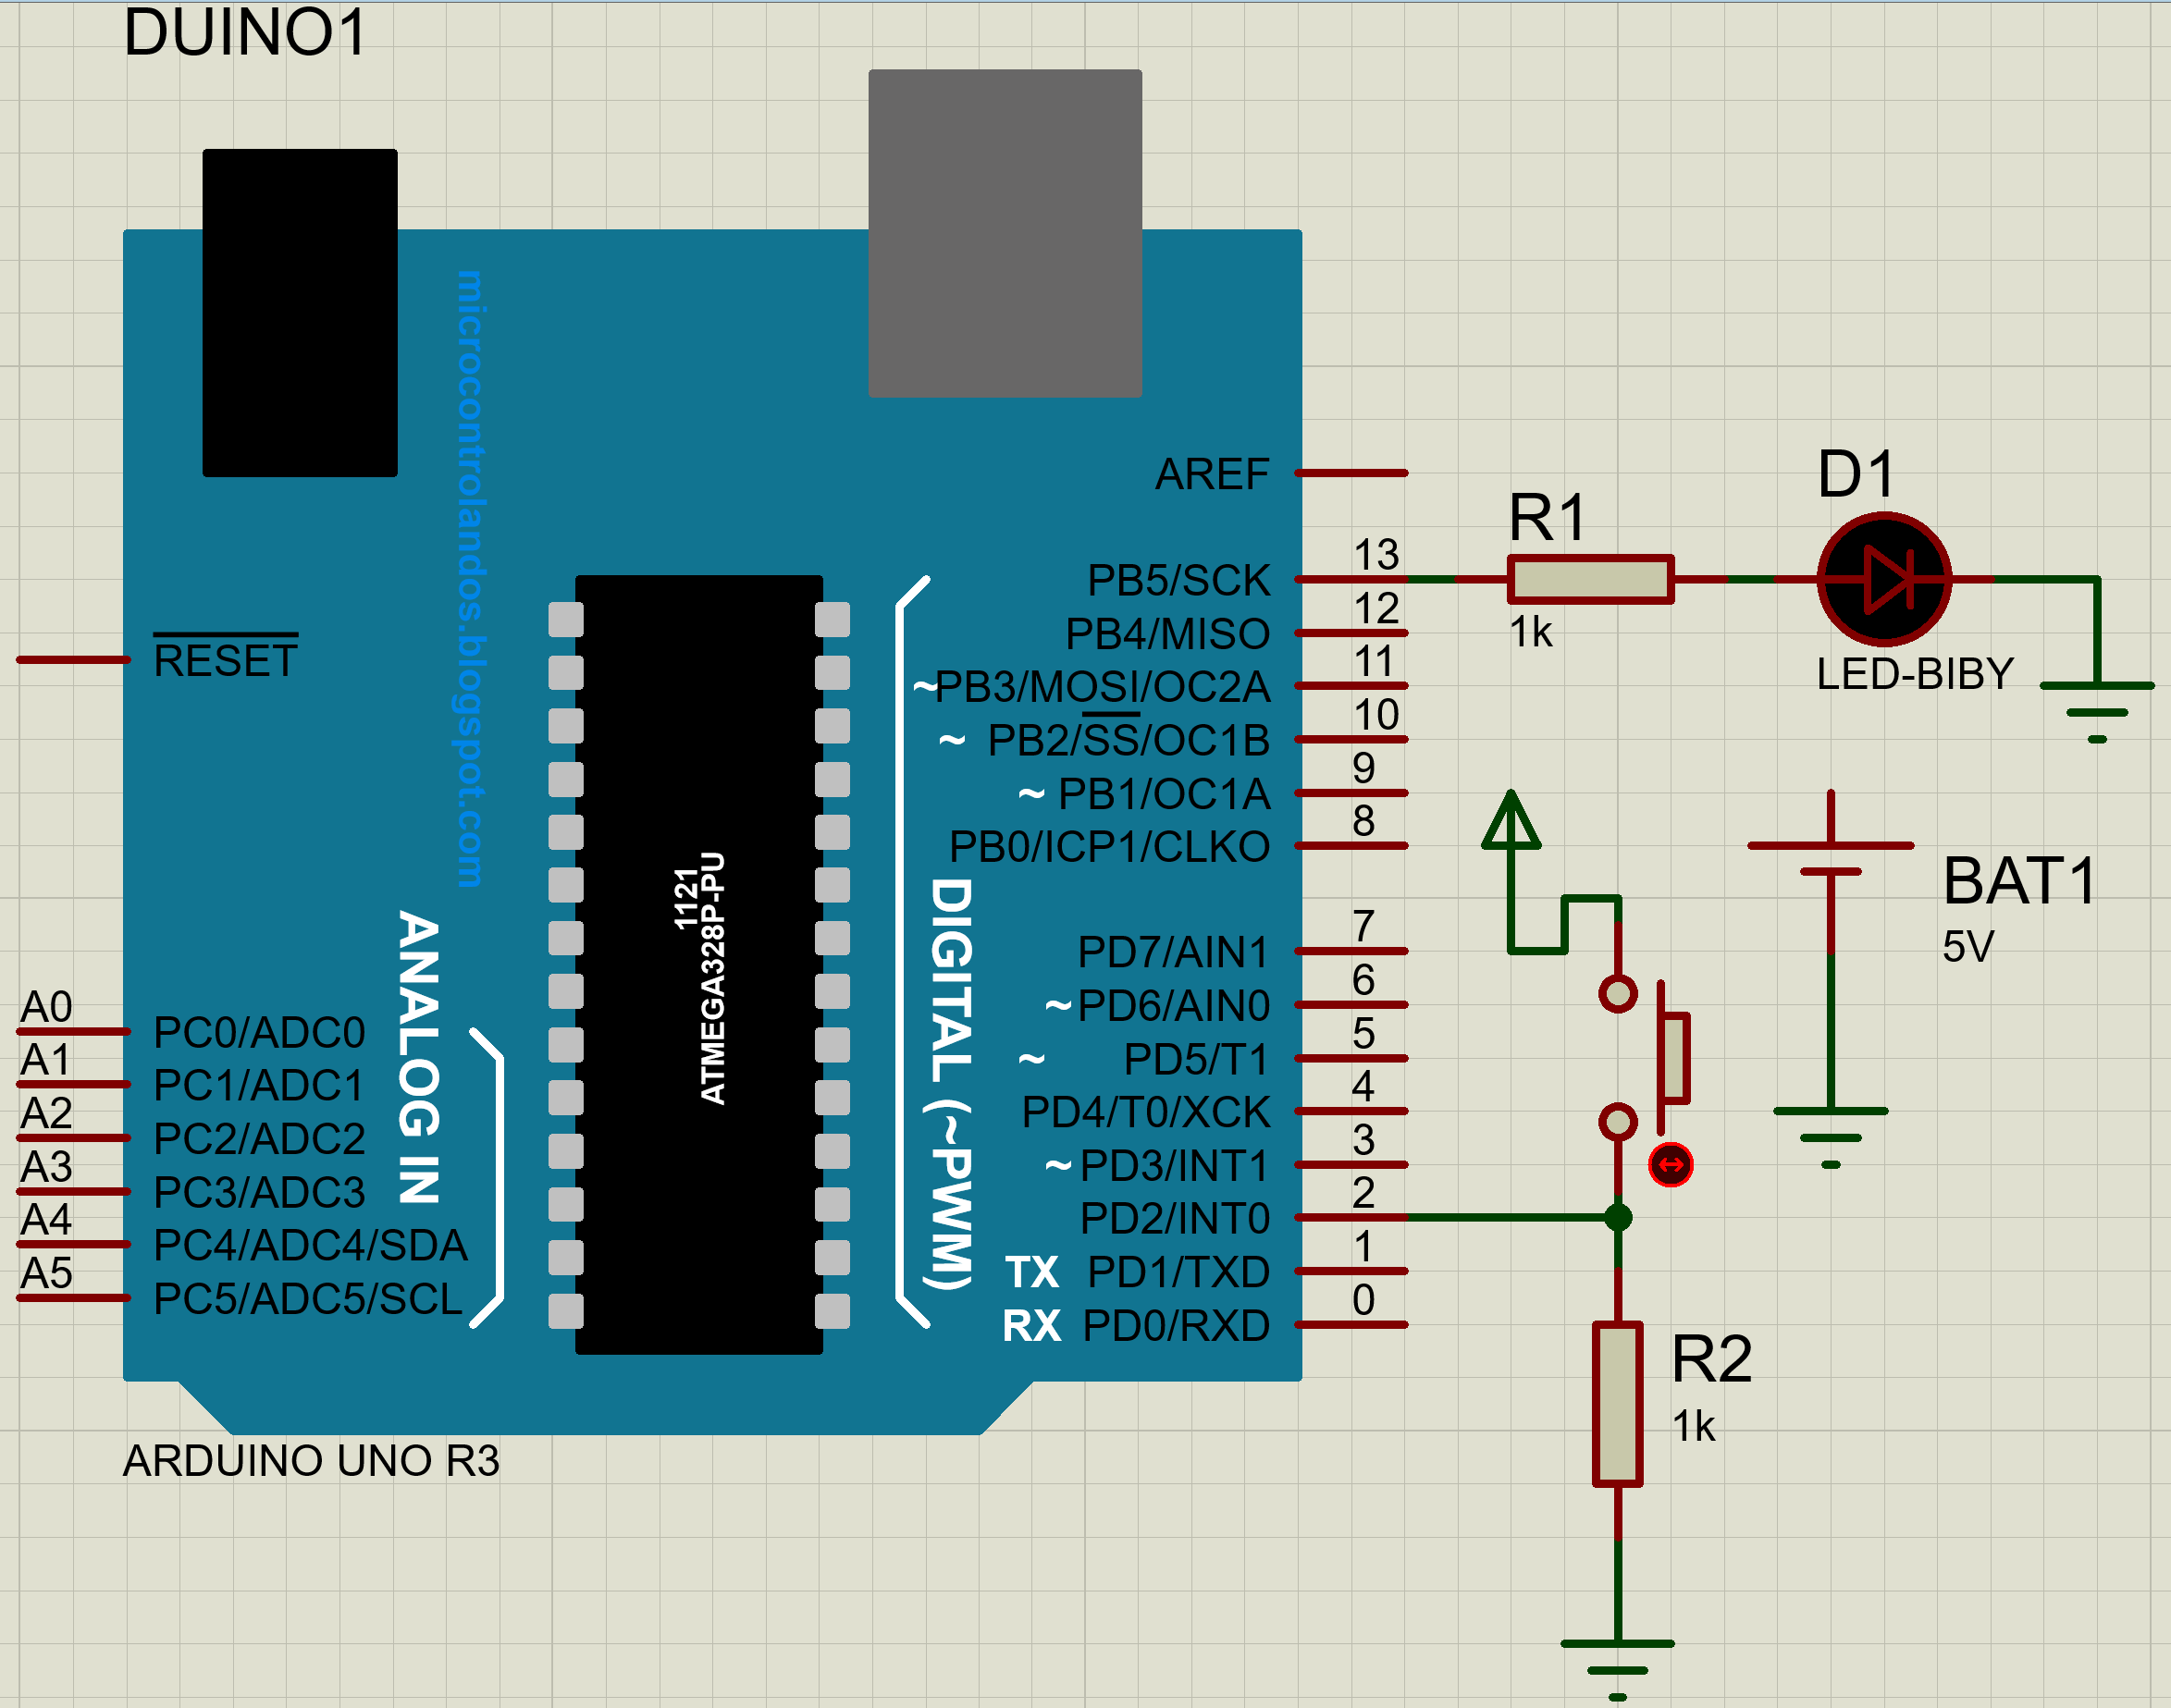 DUINO1
microcontrolandos.blogspot.com
AREF
RESET
PB5/SCK
13
PB4/MISO
12
~PB3/MOSI/OC2A
11
~ PB2/SS/OC1B
10
~ PB1/OC1A
9
PB0/ICP1/CLKO
8
PD7/AIN1
7
~PD6/AIN0
6
~ PD5/T1
5
PD4/T0/XCK
4
~PD3/INT1
3
PD2/INT0
2
TX PD1/TXD
1
RX PD0/RXD
0
DIGITAL (~PWM)
1121
ATMEGA328P-PU
ANALOG IN
A0
PC0/ADC0
A1
PC1/ADC1
A2
PC2/ADC2
A3
PC3/ADC3
A4
PC4/ADC4/SDA
A5
PC5/ADC5/SCL
ARDUINO UNO R3
R1
1k
D1
LED-BIBY
BAT1
5V
R2
1k